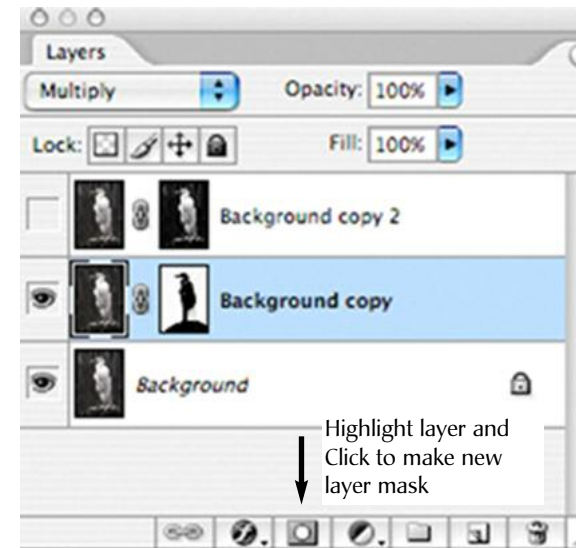 Layers
Multiply Opacity: 100%
Lock: Fill: 100%
Background copy 2
Background copy
Background
Highlight layer and
Click to make new
layer mask